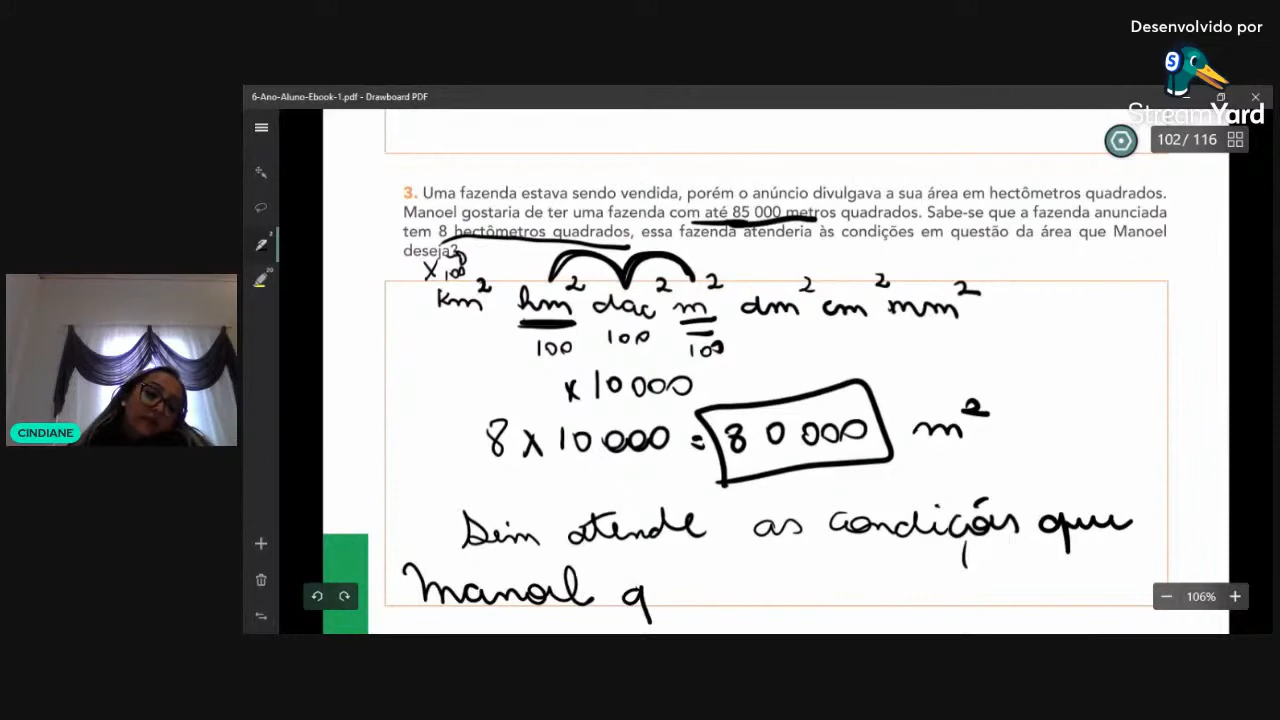 Desenvolvido por
StreamYard
6-Ano-Aluno-Ebook-1.pdf - Drawboard PDF
102 / 116
3. Uma fazenda estava sendo vendida, porém o anúncio divulgava a sua área em hectômetros quadrados.
Manoel gostaria de ter uma fazenda com até 85 000 metros quadrados. Sabe-se que a fazenda anunciada
tem 8 hectômetros quadrados, essa fazenda atenderia às condições em questão da área que Manoel
deseja?
x 100
km² hm² dac² m² dm² cm² mm²
100 100 100
x 10 000
8 x 10 000 = 80 000 m²
Sim atende as condiçõs que
Manoel q
CINDIANE
106%